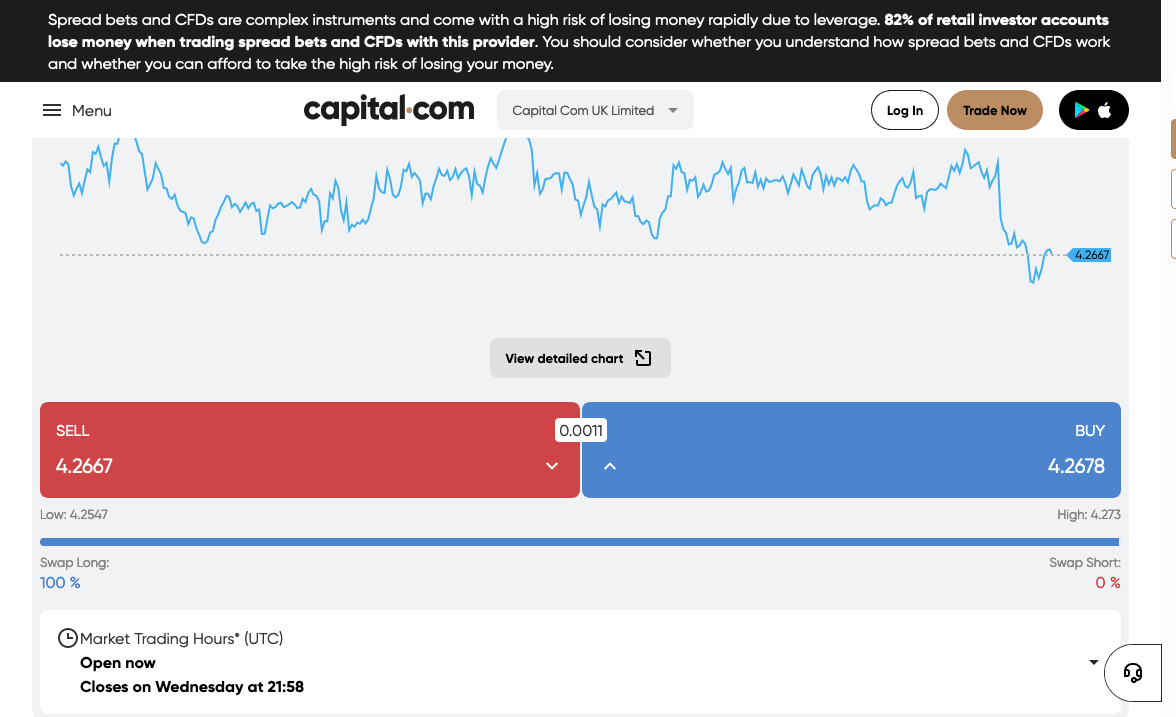 Spread bets and CFDs are complex instruments and come with a high risk of losing money rapidly due to leverage. 82% of retail investor accounts
lose money when trading spread bets and CFDs with this provider. You should consider whether you understand how spread bets and CFDs work
and whether you can afford to take the high risk of losing your money.
Menu
capital.com
Capital Com UK Limited
Log In
Trade Now
4.2667
View detailed chart
SELL
0.0011
BUY
4.2667
4.2678
Low: 4.2547
High: 4.273
Swap Long:
Swap Short:
100 %
0 %
Market Trading Hours* (UTC)
Open now
Closes on Wednesday at 21:58